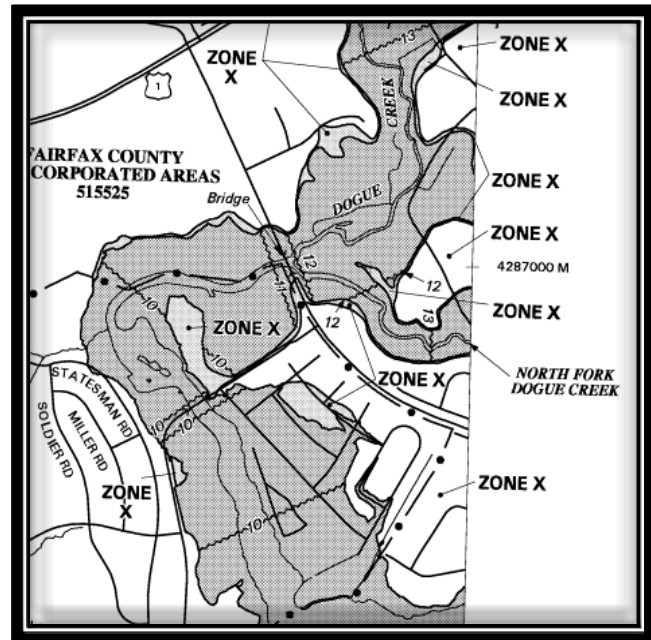 13
ZONE X
ZONE
X
1
ZONE X
CREEK
FAIRFAX COUNTY
CORPORATED AREAS
515525
ZONE X
DOGUE
Bridge
ZONE X
12
4287000 M
10
11
12
ZONE X
13
12
ZONE X
10
NORTH FORK
DOGUE CREEK
ZONE X
STATESMAN RD
MILLER RD
SOLDIER RD
10
10
ZONE X
ZONE
X
10